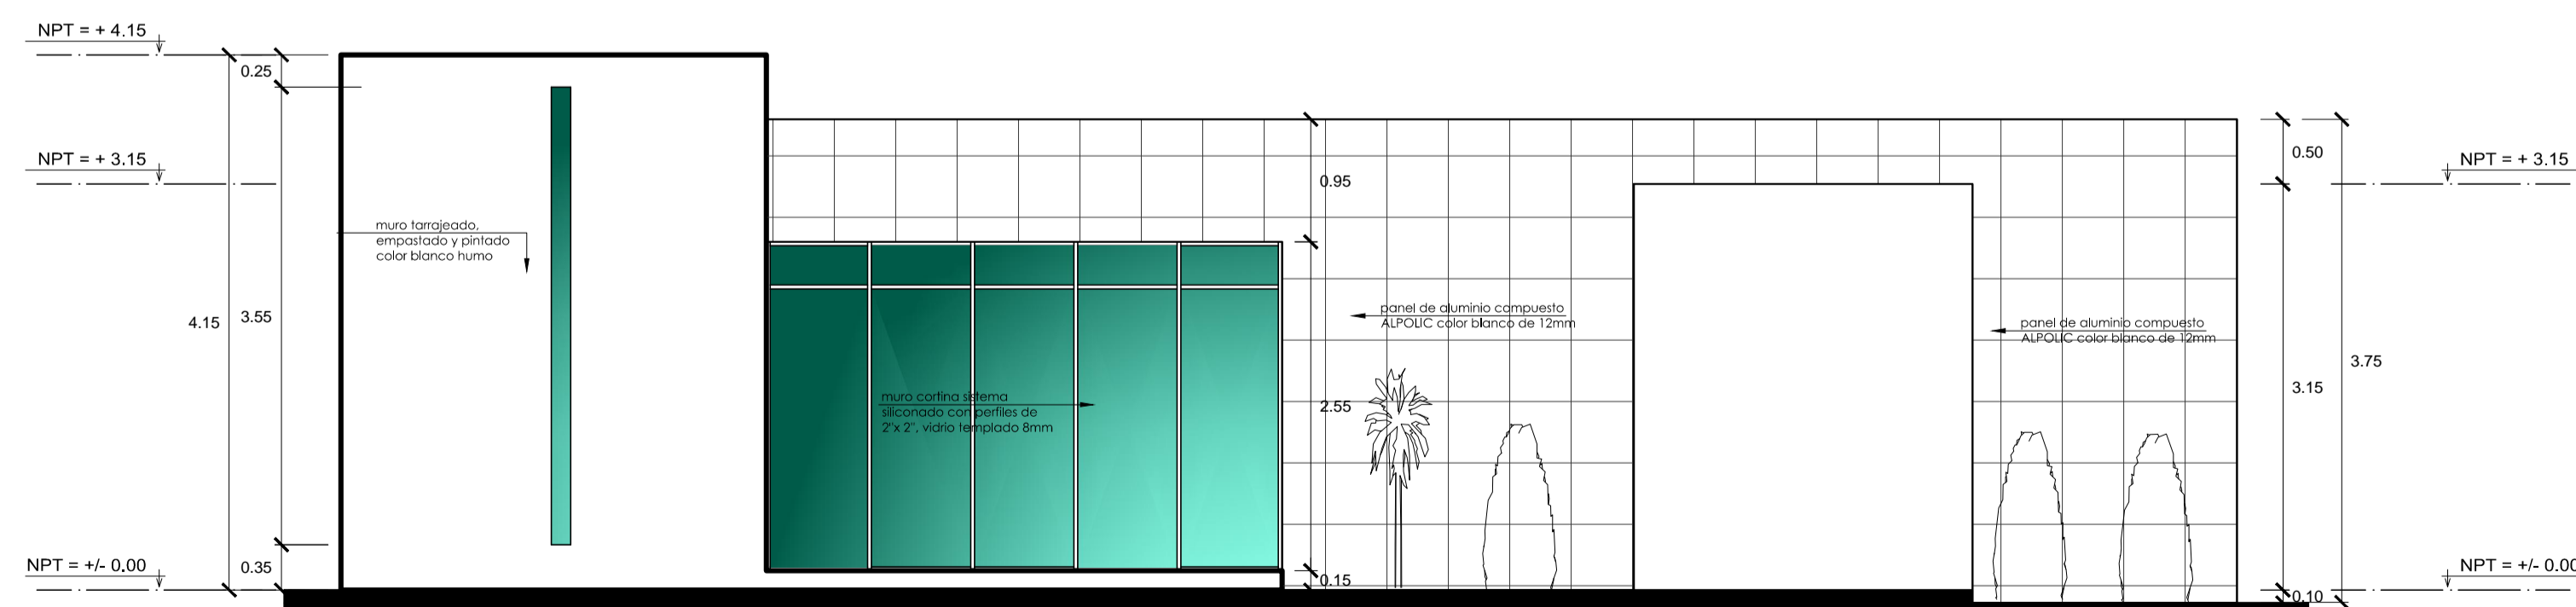 NPT = + 4.15
0.25
NPT = + 3.15
muro tarrajeado,
empastado y pintado
color blanco humo
4.15
3.55
NPT = +/- 0.00
0.35
muro cortina sistema
siliconado con perfiles de
2"x 2", vidrio templado 8mm
0.95
2.55
0.15
panel de aluminio compuesto
ALPOLIC color blanco de 12mm
panel de aluminio compuesto
ALPOLIC color blanco de 12mm
0.50
3.15
3.75
0.10
NPT = + 3.15
NPT = +/- 0.00